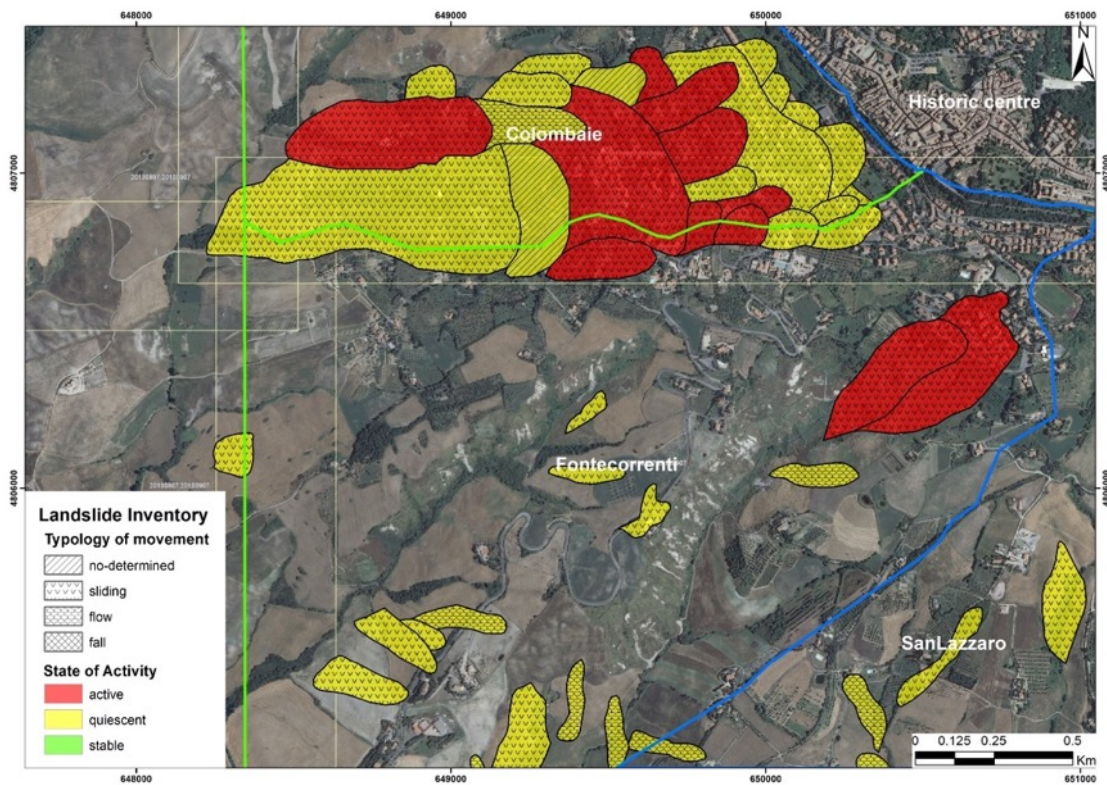 648000 649000 650000 651000
N
Historic centre
Colombaie
4807000 4807000
Fontecorrenti
4806000 4806000
Landslide Inventory
Typology of movement
no-determined
sliding
flow
fall
State of Activity
active
quiescent
stable
SanLazzaro
0 0.125 0.25 0.5
Km
648000 649000 650000 651000